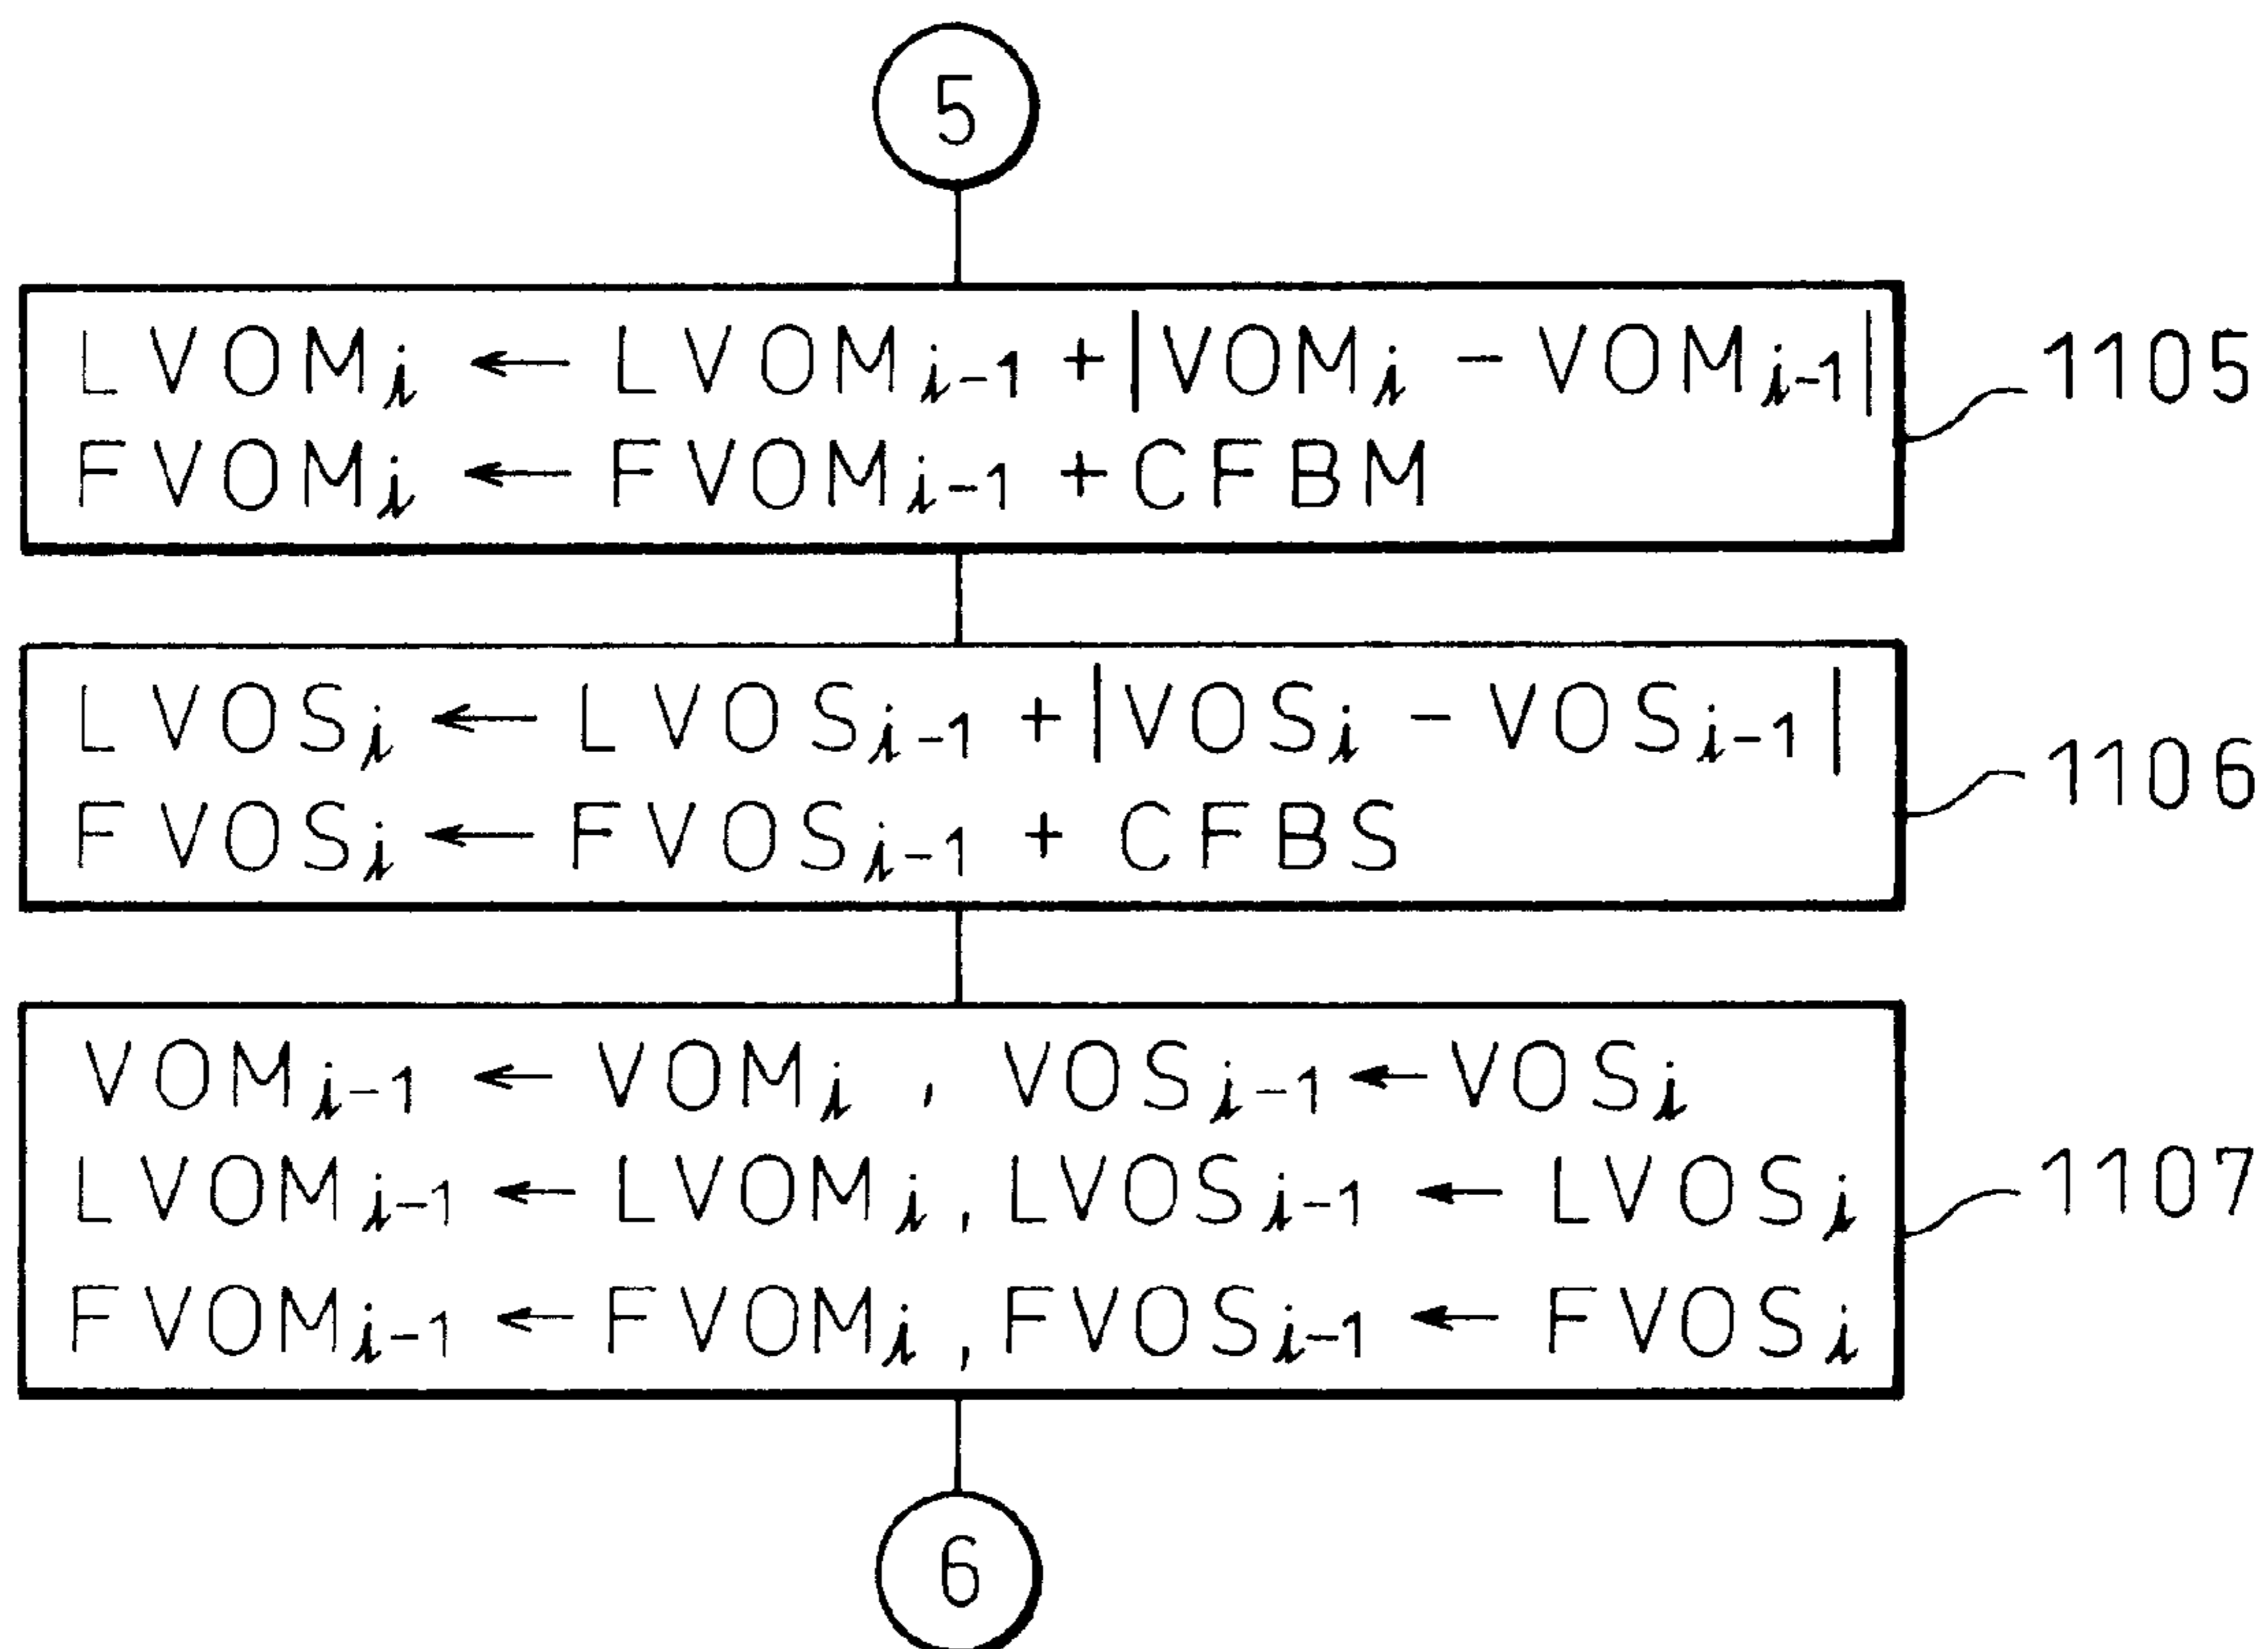 5
LVOMᵢ ← LVOMᵢ₋₁ + |VOMᵢ − VOMᵢ₋₁|
FVOMᵢ ← FVOMᵢ₋₁ + CFBM
1105
LVOSᵢ ← LVOSᵢ₋₁ + |VOSᵢ − VOSᵢ₋₁|
FVOSᵢ ← FVOSᵢ₋₁ + CFBS
1106
VOMᵢ₋₁ ← VOMᵢ , VOSᵢ₋₁ ← VOSᵢ
LVOMᵢ₋₁ ← LVOMᵢ , LVOSᵢ₋₁ ← LVOSᵢ
FVOMᵢ₋₁ ← FVOMᵢ , FVOSᵢ₋₁ ← FVOSᵢ
1107
6